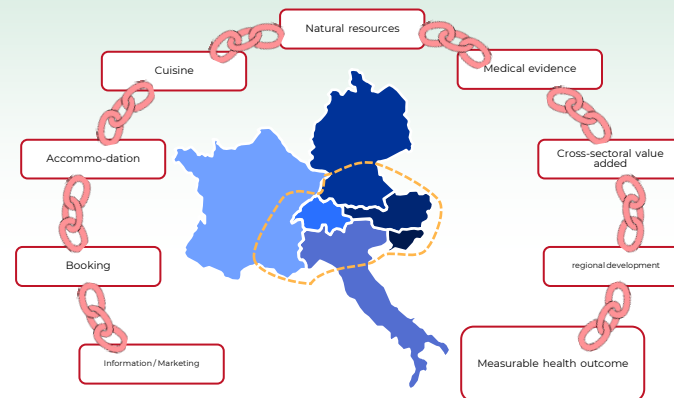 Natural resources
Cuisine
Medical evidence
Accommo-dation
Cross-sectoral value
added
Booking
regional development
Information / Marketing
Measurable health outcome